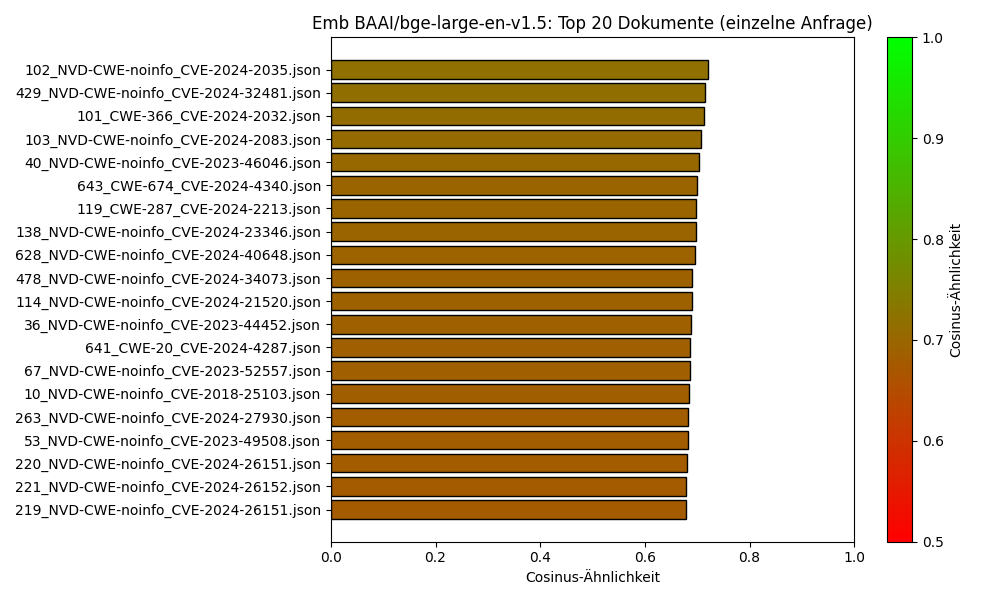 Emb BAAI/bge-large-en-v1.5: Top 20 Dokumente (einzelne Anfrage)
102_NVD-CWE-noinfo_CVE-2024-2035.json
429_NVD-CWE-noinfo_CVE-2024-32481.json
101_CWE-366_CVE-2024-2032.json
103_NVD-CWE-noinfo_CVE-2024-2083.json
40_NVD-CWE-noinfo_CVE-2023-46046.json
643_CWE-674_CVE-2024-4340.json
119_CWE-287_CVE-2024-2213.json
138_NVD-CWE-noinfo_CVE-2024-23346.json
628_NVD-CWE-noinfo_CVE-2024-40648.json
478_NVD-CWE-noinfo_CVE-2024-34073.json
114_NVD-CWE-noinfo_CVE-2024-21520.json
36_NVD-CWE-noinfo_CVE-2023-44452.json
641_CWE-20_CVE-2024-4287.json
67_NVD-CWE-noinfo_CVE-2023-52557.json
10_NVD-CWE-noinfo_CVE-2018-25103.json
263_NVD-CWE-noinfo_CVE-2024-27930.json
53_NVD-CWE-noinfo_CVE-2023-49508.json
220_NVD-CWE-noinfo_CVE-2024-26151.json
221_NVD-CWE-noinfo_CVE-2024-26152.json
219_NVD-CWE-noinfo_CVE-2024-26151.json
0.0 0.2 0.4 0.6 0.8 1.0
Cosinus-Ähnlichkeit
1.0
0.9
0.8
0.7
0.6
0.5
Cosinus-Ähnlichkeit